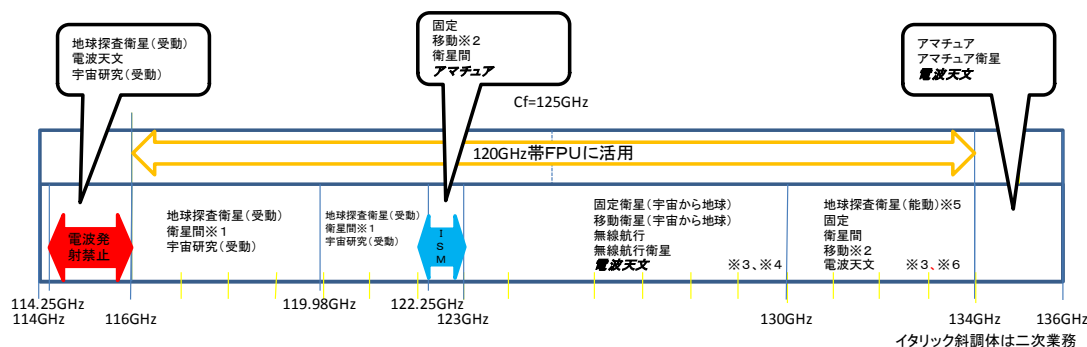 地球探査衛星(受動)
電波天文
宇宙研究(受動)
固定
移動※2
衛星間
アマチュア
アマチュア
アマチュア衛星
電波天文
Cf=125GHz
120GHz帯FPUに活用
電波発
射禁止
地球探査衛星(受動)
衛星間※1
宇宙研究(受動)
地球探査衛星(受動)
衛星間※1
宇宙研究(受動)
I
S
M
固定衛星(宇宙から地球)
移動衛星(宇宙から地球)
無線航行
無線航行衛星
電波天文 ※3、※4
地球探査衛星(能動)※5
固定
衛星間
移動※2
電波天文 ※3、※6
114.25GHz
114GHz
116GHz
119.98GHz
122.25GHz
123GHz
130GHz
134GHz
136GHz
イタリック斜調体は二次業務